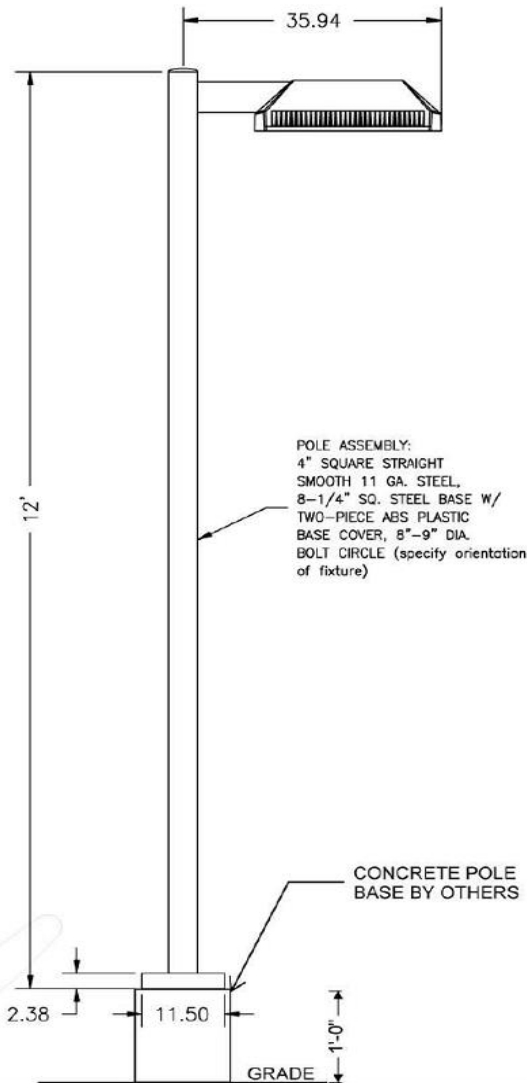 35.94
12'
POLE ASSEMBLY:
4" SQUARE STRAIGHT
SMOOTH 11 GA. STEEL,
8-1/4" SQ. STEEL BASE W/
TWO-PIECE ABS PLASTIC
BASE COVER, 8"-9" DIA.
BOLT CIRCLE (specify orientation
of fixture)
CONCRETE POLE
BASE BY OTHERS
2.38
11.50
1'-0"
GRADE